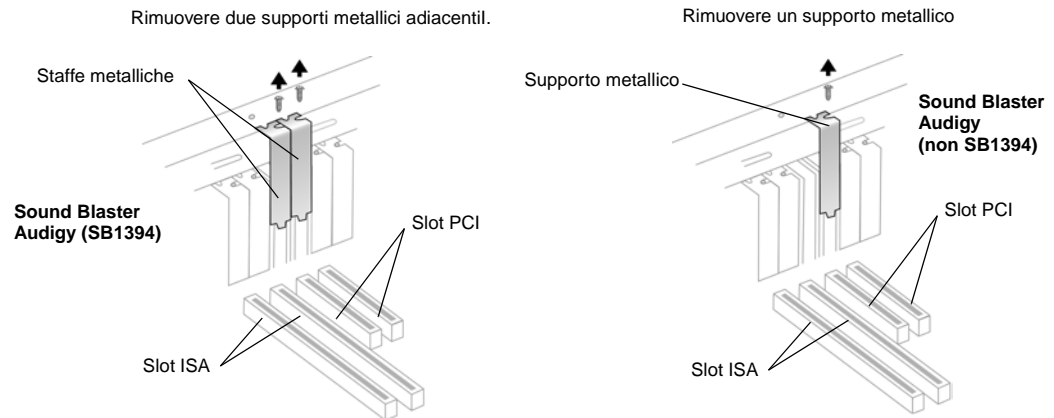 Rimuovere due supporti metallici adiacentil.
Staffe metalliche
Sound Blaster
Audigy (SB1394)
Slot PCI
Slot ISA
Rimuovere un supporto metallico
Supporto metallico
Sound Blaster
Audigy
(non SB1394)
Slot PCI
Slot ISA